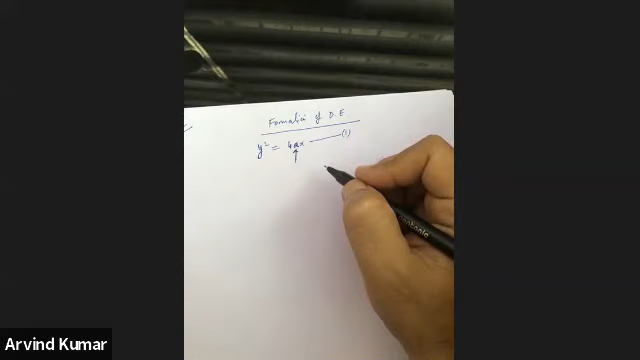 Formation of D.E
y² = 4ax —— (1)
Arvind Kumar